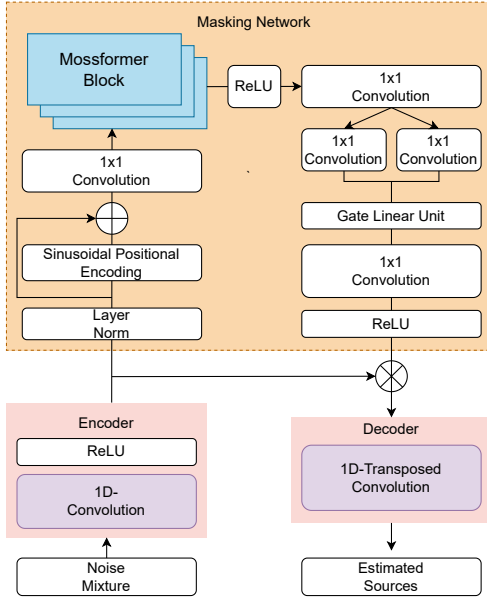 Masking Network
Mossformer
Block
ReLU
1x1
Convolution
1x1
Convolution
1x1
Convolution
1x1
Convolution
Gate Linear Unit
Sinusoidal Positional
Encoding
1x1
Convolution
Layer
Norm
ReLU
Encoder
ReLU
1D-
Convolution
Noise
Mixture
Decoder
1D-Transposed
Convolution
Estimated
Sources